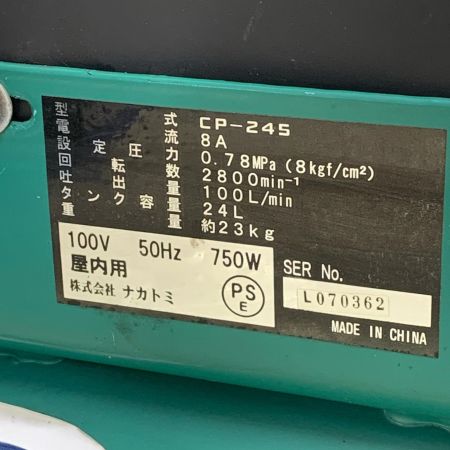 型式 CP-245
電流 8A
設定圧力 0.78MPa (8kgf/cm²)
回転数 2800min⁻¹
吐出量 100L/min
タンク容量 24L
重量 約23kg
100V 50Hz 750W
屋内用
株式会社 ナカトミ
PS
E
SER No.
L070362
MADE IN CHINA